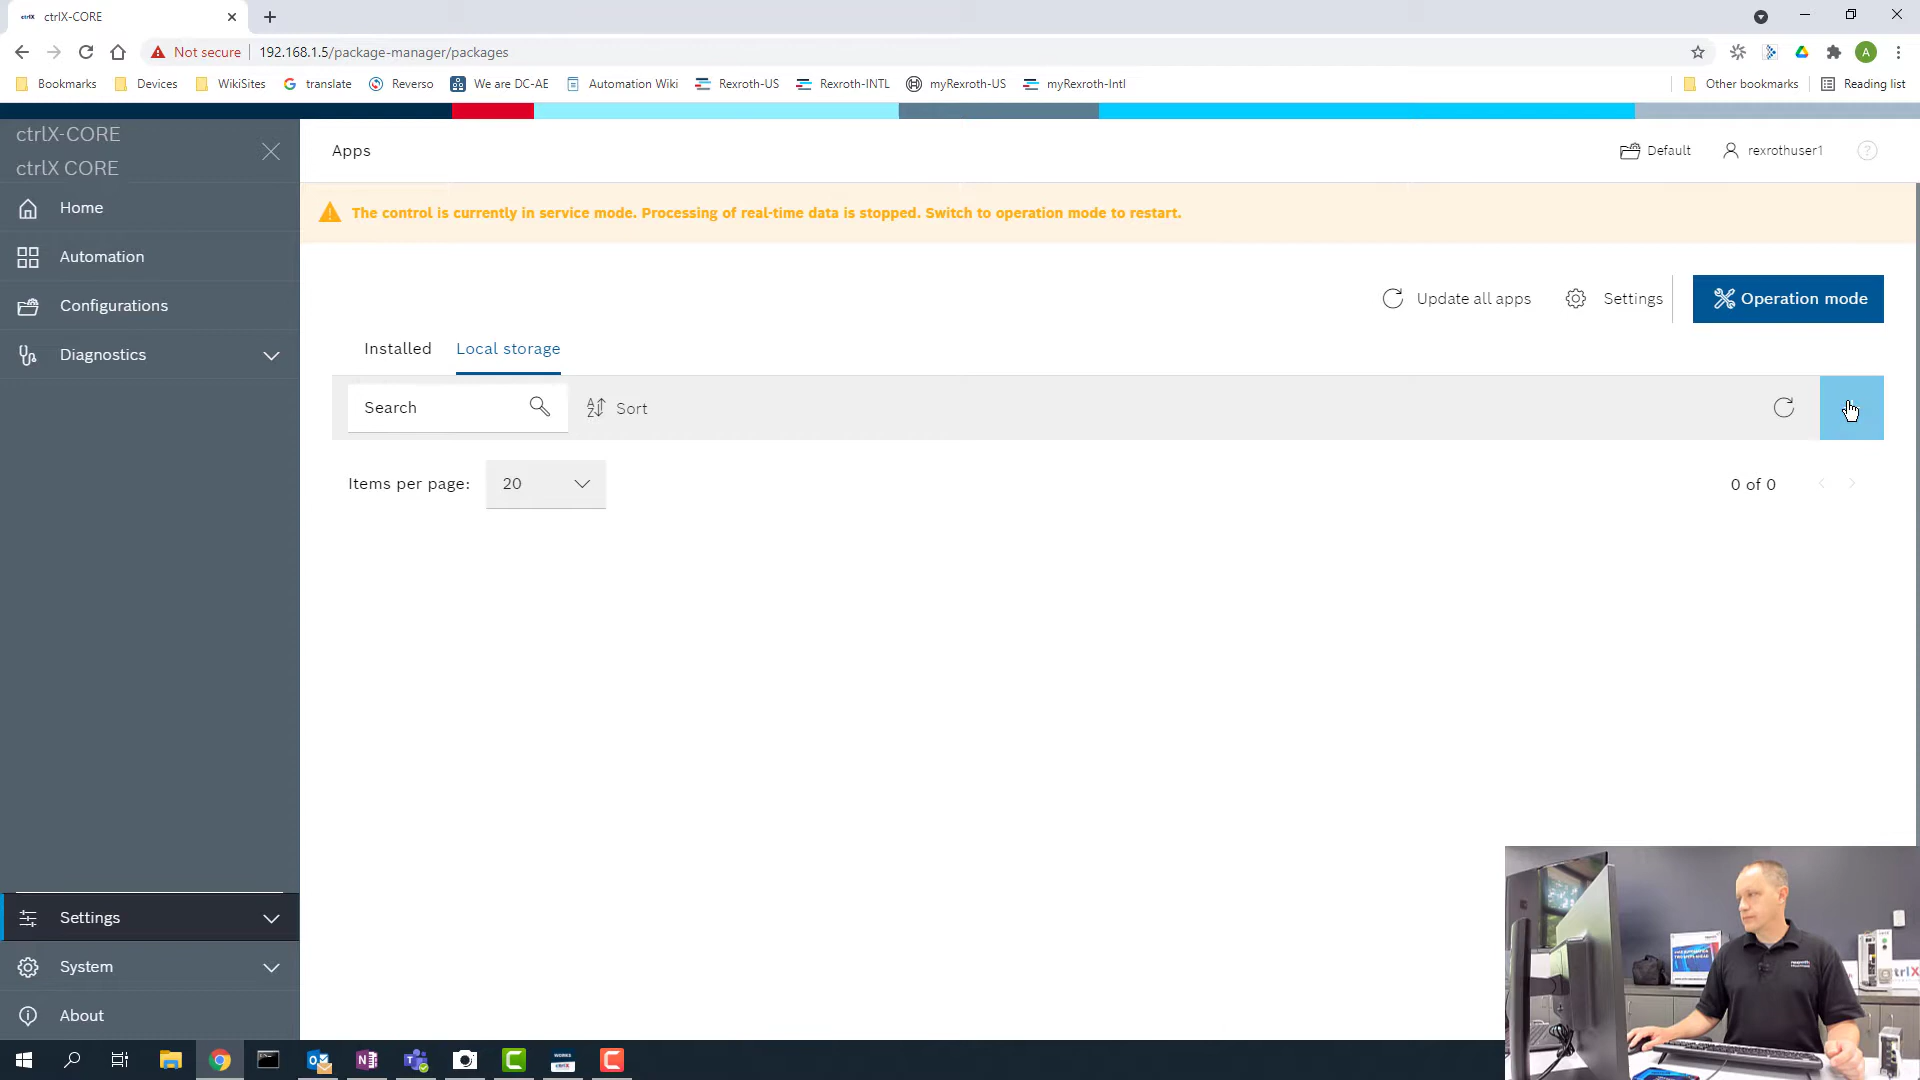 ctrlX-CORE
Not secure
192.168.1.5/package-manager/packages
A
Bookmarks
Devices
WikiSites
translate
Reverso
We are DC-AE
Automation Wiki
Rexroth-US
Rexroth-INTL
myRexroth-US
myRexroth-Intl
Other bookmarks
Reading list
ctrlX-CORE
ctrlX CORE
Home
Automation
Configurations
Diagnostics
Settings
System
About
Apps
Default
rexrothuser1
The control is currently in service mode. Processing of real-time data is stopped. Switch to operation mode to restart.
Update all apps
Settings
Operation mode
Installed
Local storage
Search
Sort
Items per page:
20
0 of 0